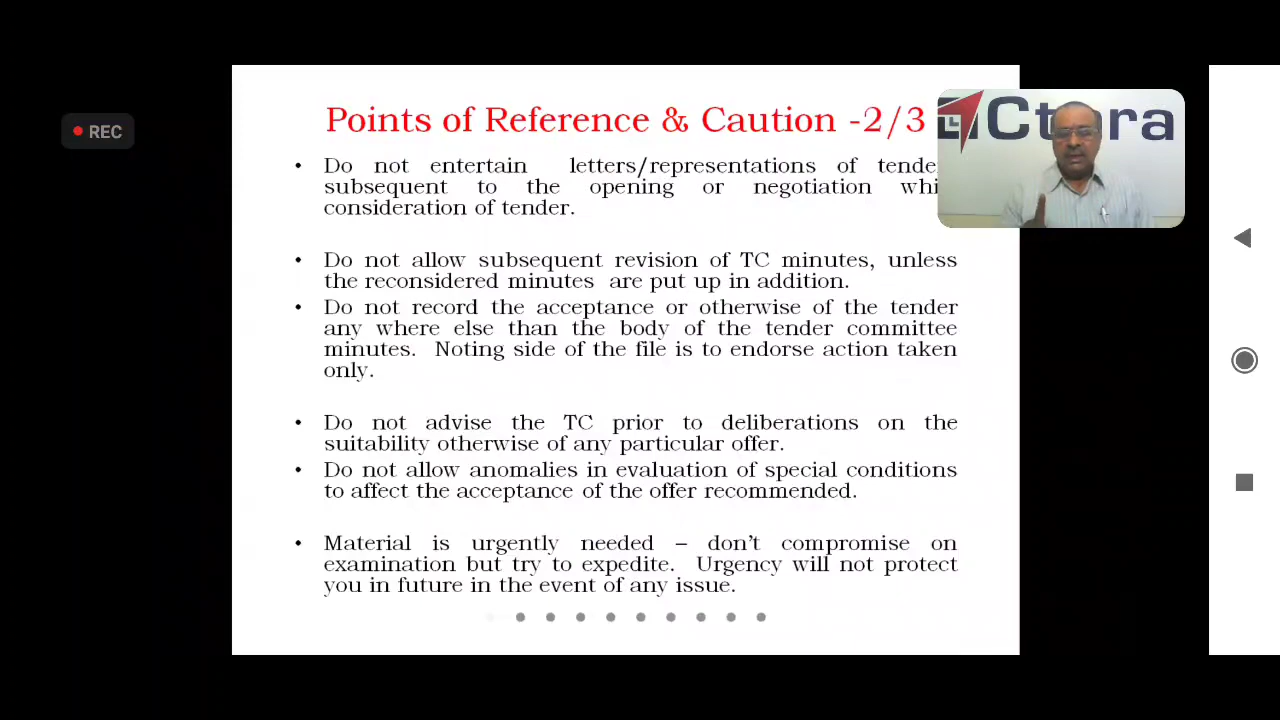 REC
Points of Reference & Caution -2/3
• Do not entertain letters/representations of
subsequent to the opening or negotiation
consideration of tender.
• Do not allow subsequent revision of TC minutes, unless
the reconsidered minutes are put up in addition.
• Do not record the acceptance or otherwise of the tender
any where else than the body of the tender committee
minutes. Noting side of the file is to endorse action taken
only.
• Do not advise the TC prior to deliberations on the
suitability otherwise of any particular offer.
• Do not allow anomalies in evaluation of special conditions
to affect the acceptance of the offer recommended.
• Material is urgently needed – don't compromise on
examination but try to expedite. Urgency will not protect
you in future in the event of any issue.